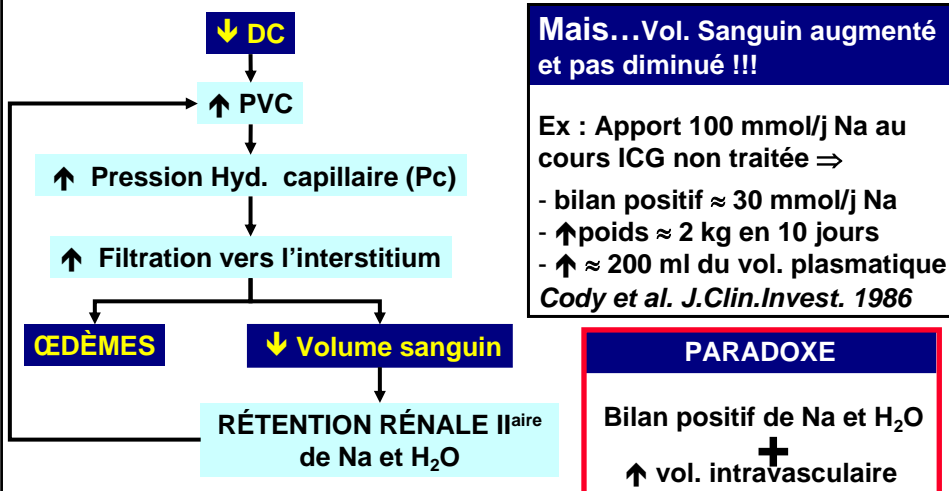 ↓ DC
↑ PVC
↑ Pression Hyd. capillaire (Pc)
↑ Filtration vers l’interstitium
ŒDÈMES
↓ Volume sanguin
RÉTENTION RÉNALE IIaire
de Na et H2O
Mais…Vol. Sanguin augmenté
et pas diminué !!!
Ex : Apport 100 mmol/j Na au
cours ICG non traitée ⇒
- bilan positif ≈ 30 mmol/j Na
- ↑poids ≈ 2 kg en 10 jours
- ↑ ≈ 200 ml du vol. plasmatique
Cody et al. J.Clin.Invest. 1986
PARADOXE
Bilan positif de Na et H2O
+
↑ vol. intravasculaire